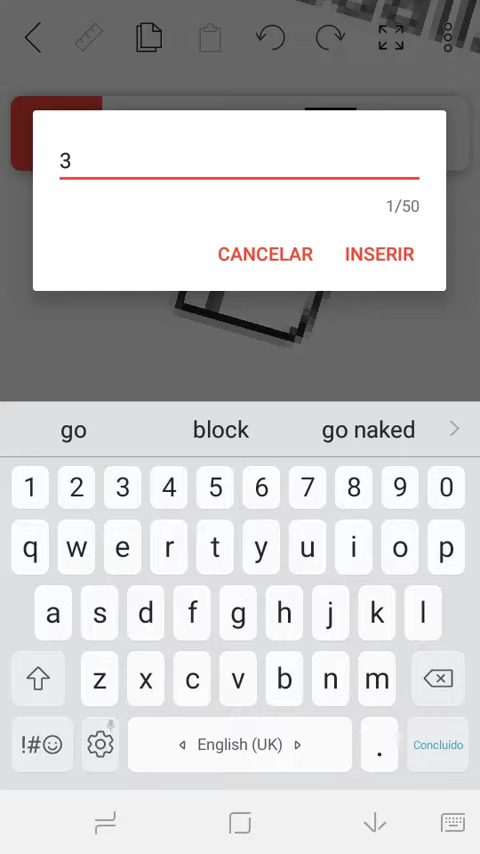 3
1/50
CANCELAR INSERIR
go block go naked
1 2 3 4 5 6 7 8 9 0
q w e r t y u i o p
a s d f g h j k l
z x c v b n m
!#☺ English (UK) . Concluído